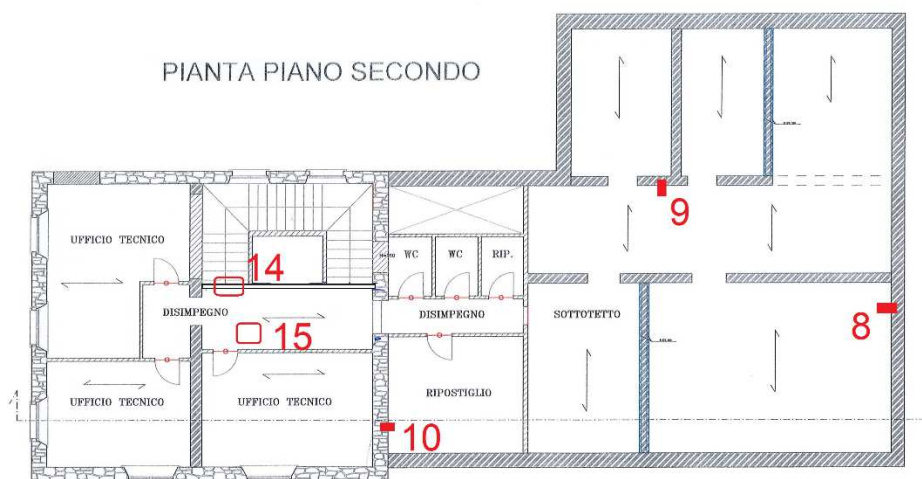 PIANTA PIANO SECONDO
9
UFFICIO TECNICO
WC
WC
RIP.
14
DISIMPEGNO
DISIMPEGNO
SOTTOTETTO
8
15
UFFICIO TECNICO
UFFICIO TECNICO
RIPOSTIGLIO
10